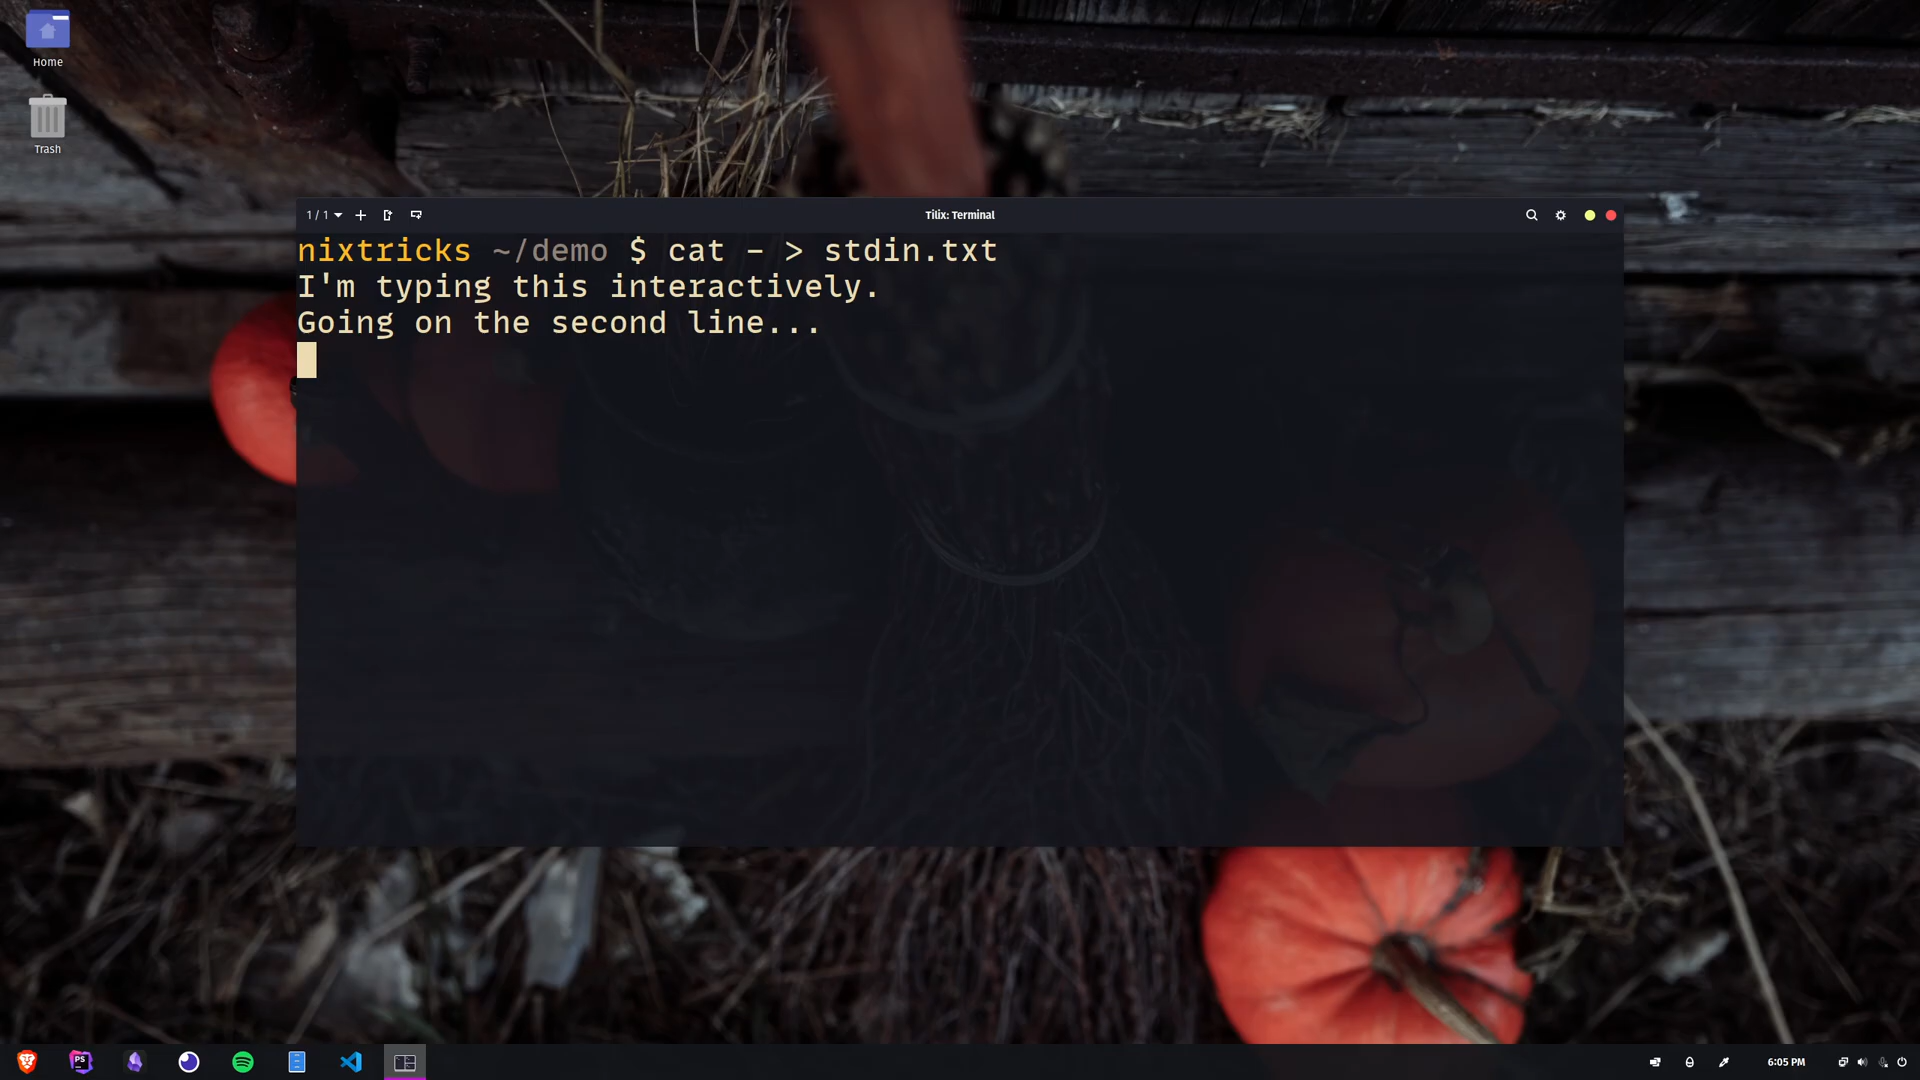 Home
Trash
1 / 1
Tilix: Terminal
nixtricks ~/demo $ cat - > stdin.txt
I'm typing this interactively.
Going on the second line...
PS
6:05 PM